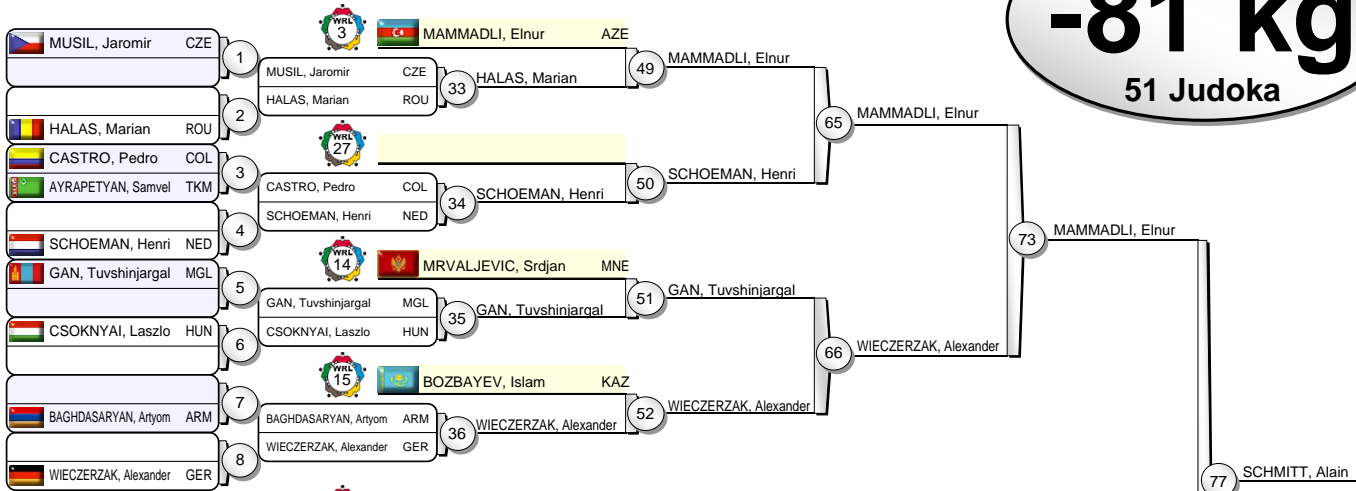 -81 kg
51 Judoka
MUSIL, Jaromir CZE
1
2
HALAS, Marian ROU
CASTRO, Pedro COL
3
AYRAPETYAN, Samvel TKM
4
SCHOEMAN, Henri NED
GAN, Tuvshinjargal MGL
5
CSOKNYAI, Laszlo HUN
6
7
BAGHDASARYAN, Artyom ARM
8
WIECZERZAK, Alexander GER
WRL
3
MAMMADLI, Elnur AZE
MUSIL, Jaromir CZE
33
HALAS, Marian
HALAS, Marian ROU
WRL
27
CASTRO, Pedro COL
34
SCHOEMAN, Henri
SCHOEMAN, Henri NED
WRL
14
MRVALJEVIC, Srdjan MNE
GAN, Tuvshinjargal MGL
35
GAN, Tuvshinjargal
CSOKNYAI, Laszlo HUN
WRL
15
BOZBAYEV, Islam KAZ
BAGHDASARYAN, Artyom ARM
36
WIECZERZAK, Alexander
WIECZERZAK, Alexander GER
49
MAMMADLI, Elnur
50
SCHOEMAN, Henri
51
GAN, Tuvshinjargal
52
WIECZERZAK, Alexander
65
MAMMADLI, Elnur
66
WIECZERZAK, Alexander
73
MAMMADLI, Elnur
77
SCHMITT, Alain